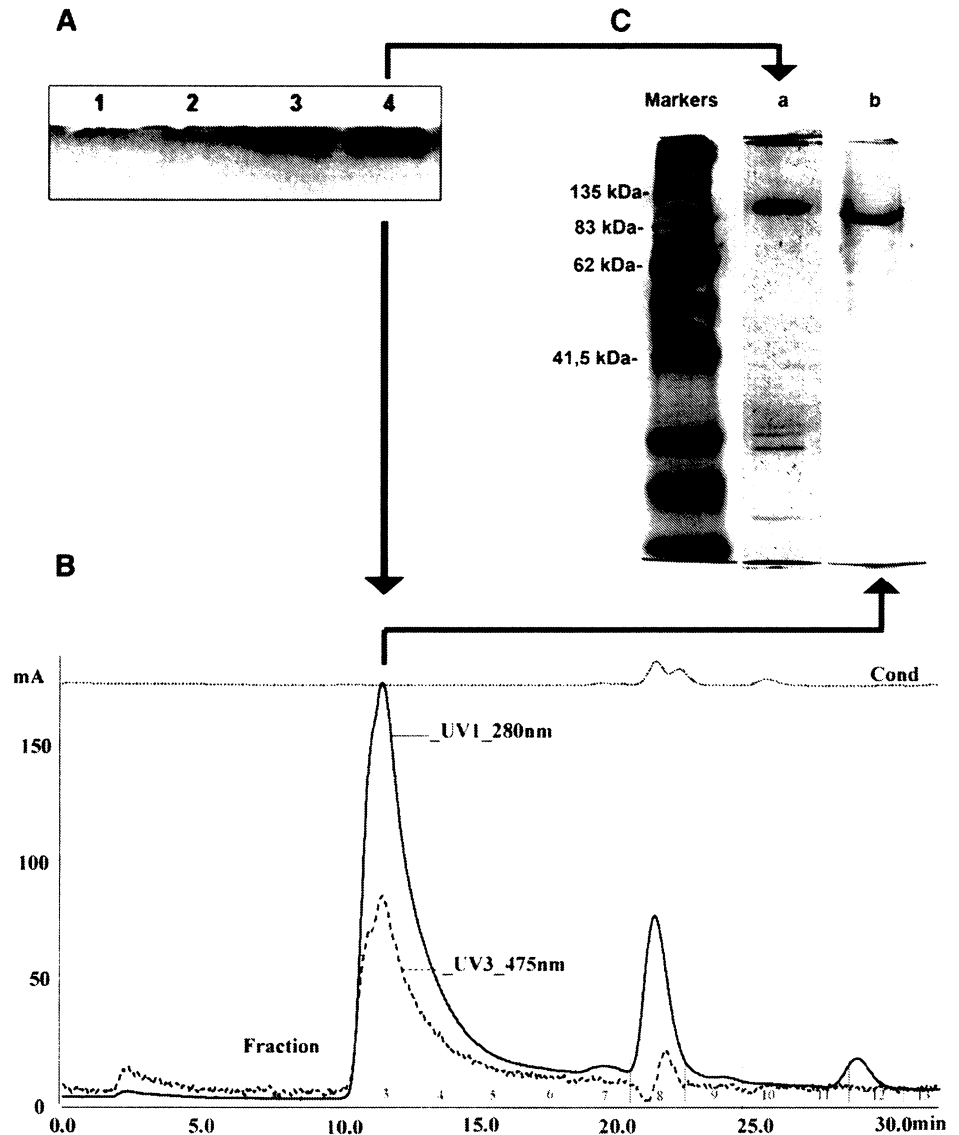 A
C
1 2 3 4
Markers a b
135 kDa-
83 kDa-
62 kDa-
41,5 kDa-
B
mA
Cond
_UV1_280nm
150
100
_UV3_475nm
50
Fraction
3 4 5 6 7 8 9 10 11 12 13
0
0.0 5.0 10.0 15.0 20.0 25.0 30.0min